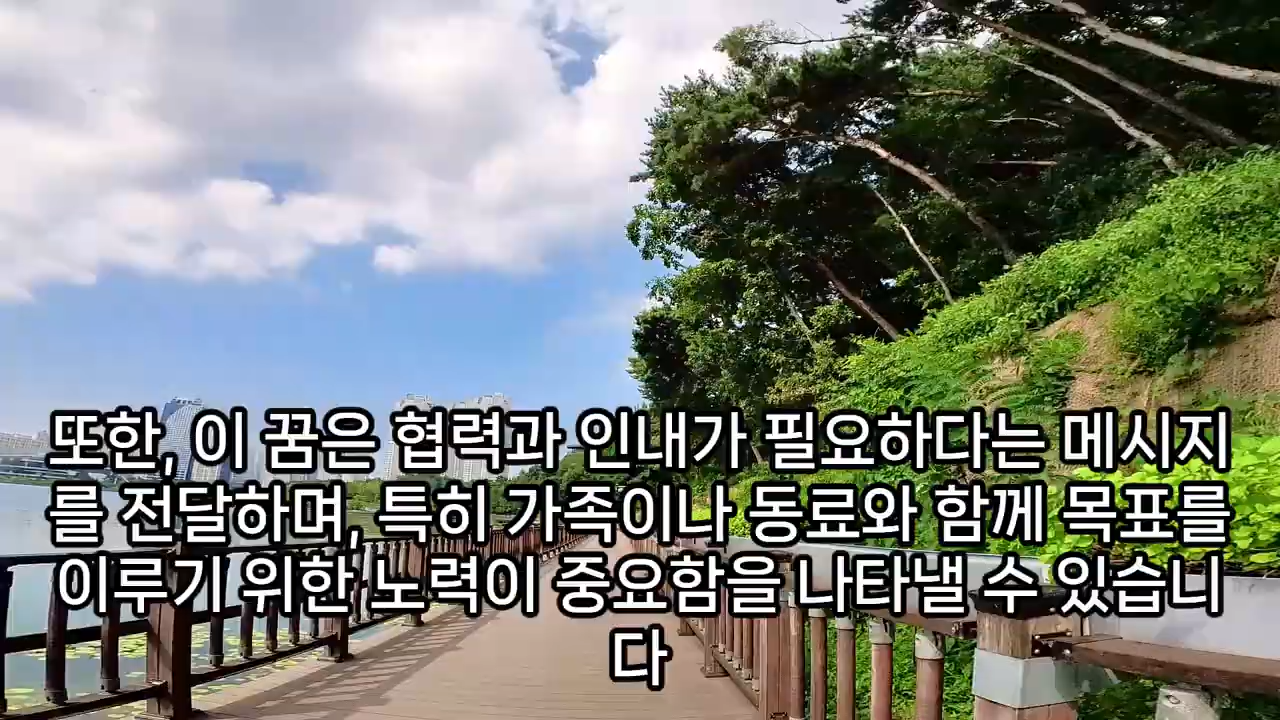 또한, 이 꿈은 협력과 인내가 필요하다는 메시지
를 전달하며, 특히 가족이나 동료와 함께 목표를
이루기 위한 노력이 중요함을 나타낼 수 있습니
다